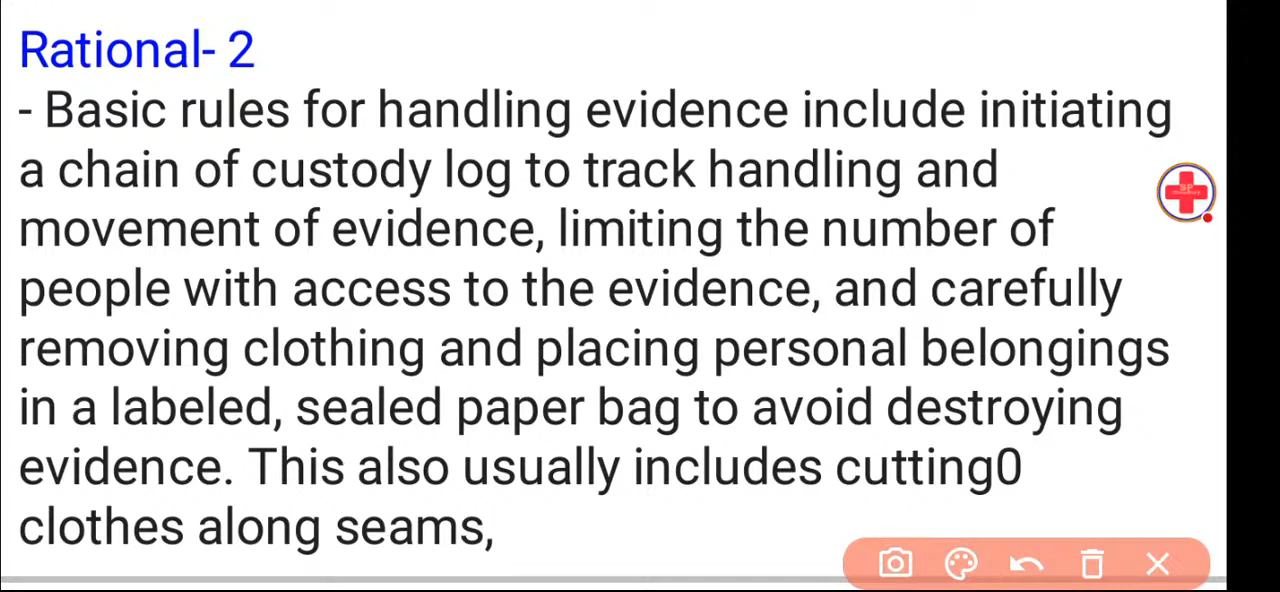 Rational- 2
- Basic rules for handling evidence include initiating
a chain of custody log to track handling and
movement of evidence, limiting the number of
people with access to the evidence, and carefully
removing clothing and placing personal belongings
in a labeled, sealed paper bag to avoid destroying
evidence. This also usually includes cutting0
clothes along seams,
SP